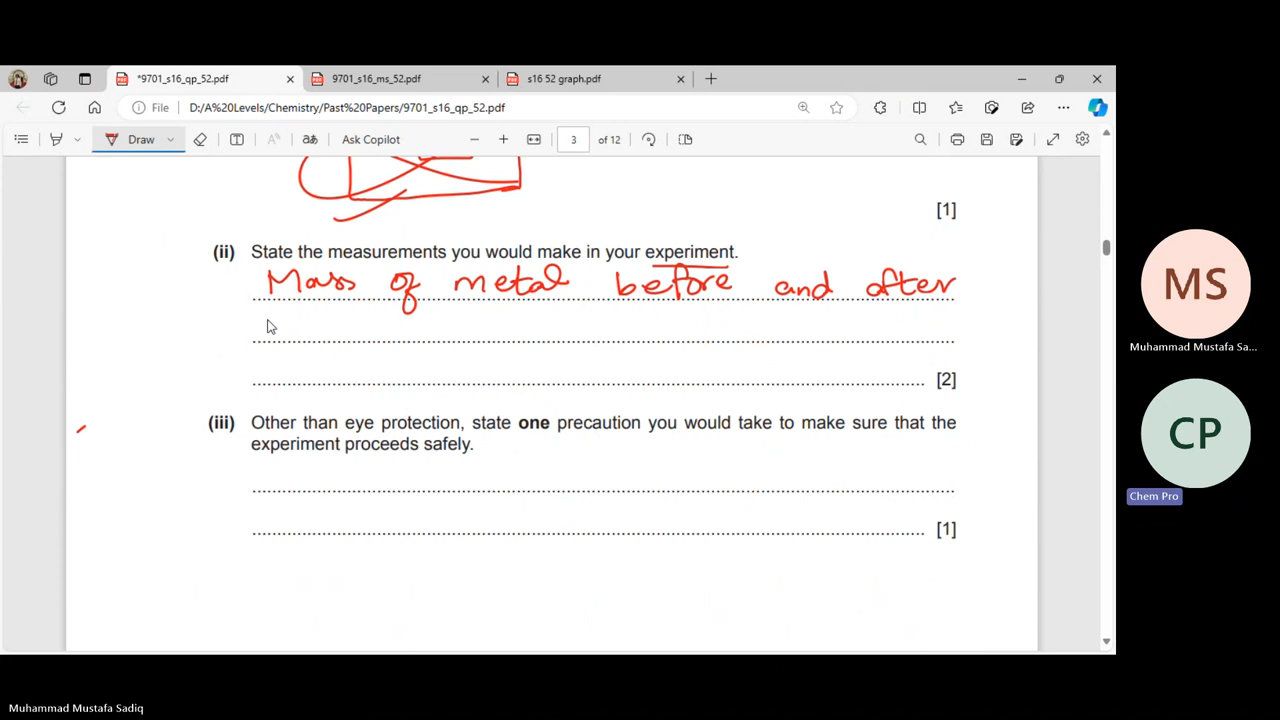 *9701_s16_qp_52.pdf
9701_s16_ms_52.pdf
s16 52 graph.pdf
File D:/A%20Levels/Chemistry/Past%20Papers/9701_s16_qp_52.pdf
Draw
Ask Copilot
3 of 12
[1]
(ii) State the measurements you would make in your experiment.
Mass of metal before and after
[2]
(iii) Other than eye protection, state one precaution you would take to make sure that the
experiment proceeds safely.
[1]
MS
Muhammad Mustafa Sa...
CP
Chem Pro
Muhammad Mustafa Sadiq